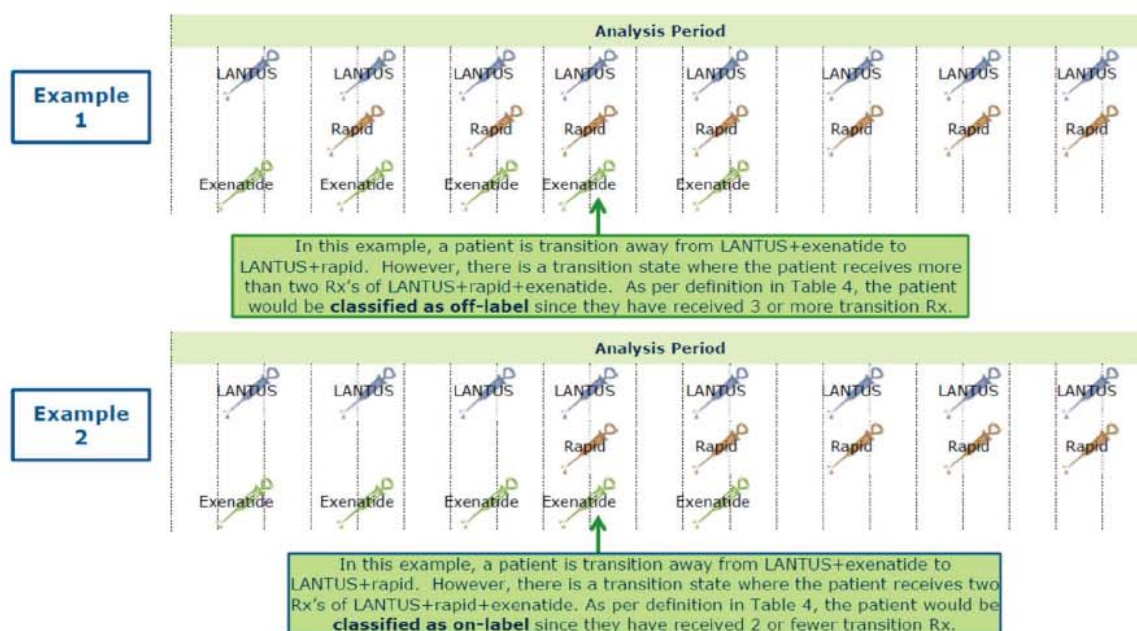 Analysis Period
Example
1
LANTUS LANTUS LANTUS LANTUS LANTUS LANTUS LANTUS LANTUS
Rapid Rapid Rapid Rapid Rapid Rapid Rapid
Exenatide Exenatide Exenatide Exenatide Exenatide
In this example, a patient is transition away from LANTUS+exenatide to
LANTUS+rapid. However, there is a transition state where the patient receives more
than two Rx's of LANTUS+rapid+exenatide. As per definition in Table 4, the patient
would be classified as off-label since they have received 3 or more transition Rx.
Analysis Period
Example
2
LANTUS LANTUS LANTUS LANTUS LANTUS LANTUS LANTUS LANTUS
Rapid Rapid Rapid Rapid Rapid
Exenatide Exenatide Exenatide Exenatide Exenatide
In this example, a patient is transition away from LANTUS+exenatide to
LANTUS+rapid. However, there is a transition state where the patient receives two
Rx's of LANTUS+rapid+exenatide. As per definition in Table 4, the patient would be
classified as on-label since they have received 2 or fewer transition Rx.